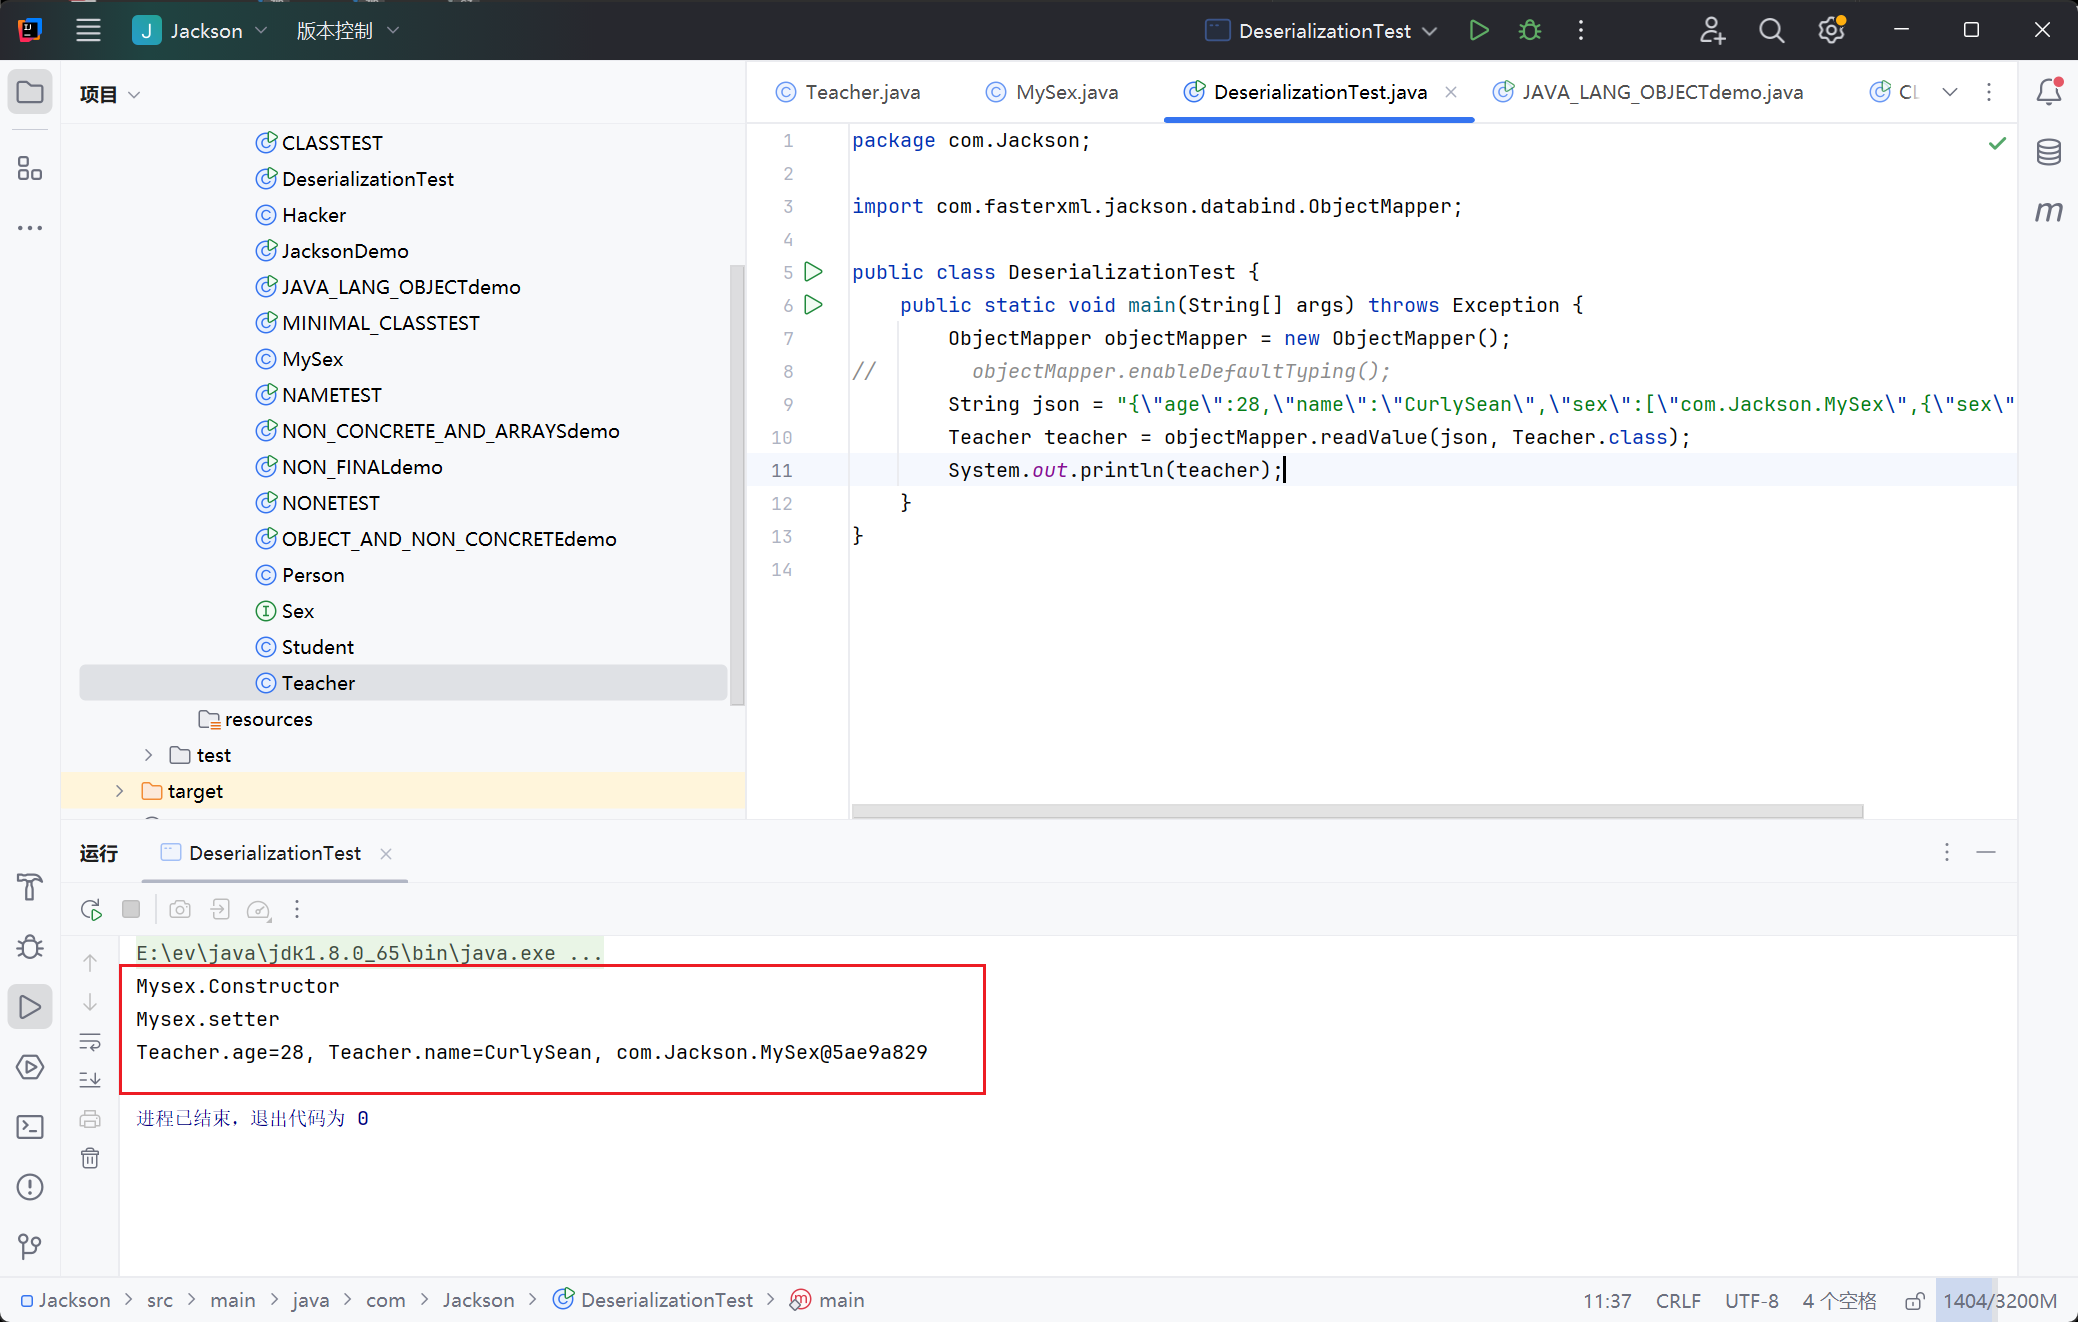 J Jackson 版本控制 DeserializationTest
项目
Teacher.java MySex.java DeserializationTest.java JAVA_LANG_OBJECTdemo.java
CLASSTEST
DeserializationTest
Hacker
JacksonDemo
JAVA_LANG_OBJECTdemo
MINIMAL_CLASSTEST
MySex
NAMETEST
NON_CONCRETE_AND_ARRAYSdemo
NON_FINALdemo
NONETEST
OBJECT_AND_NON_CONCRETEdemo
Person
Sex
Student
Teacher
resources
test
target
1 package com.Jackson;
2
3 import com.fasterxml.jackson.databind.ObjectMapper;
4
5 public class DeserializationTest {
6 public static void main(String[] args) throws Exception {
7 ObjectMapper objectMapper = new ObjectMapper();
8 // objectMapper.enableDefaultTyping();
9 String json = "{\"age\":28,\"name\":\"CurlySean\",\"sex\":[\"com.Jackson.MySex\",{\"sex\"
10 Teacher teacher = objectMapper.readValue(json, Teacher.class);
11 System.out.println(teacher);
12 }
13 }
14
运行 DeserializationTest
E:\ev\java\jdk1.8.0_65\bin\java.exe ...
Mysex.Constructor
Mysex.setter
Teacher.age=28, Teacher.name=CurlySean, com.Jackson.MySex@5ae9a829
进程已结束，退出代码为 0
Jackson > src > main > java > com > Jackson > DeserializationTest > main
11:37 CRLF UTF-8 4 个空格 1404/3200M